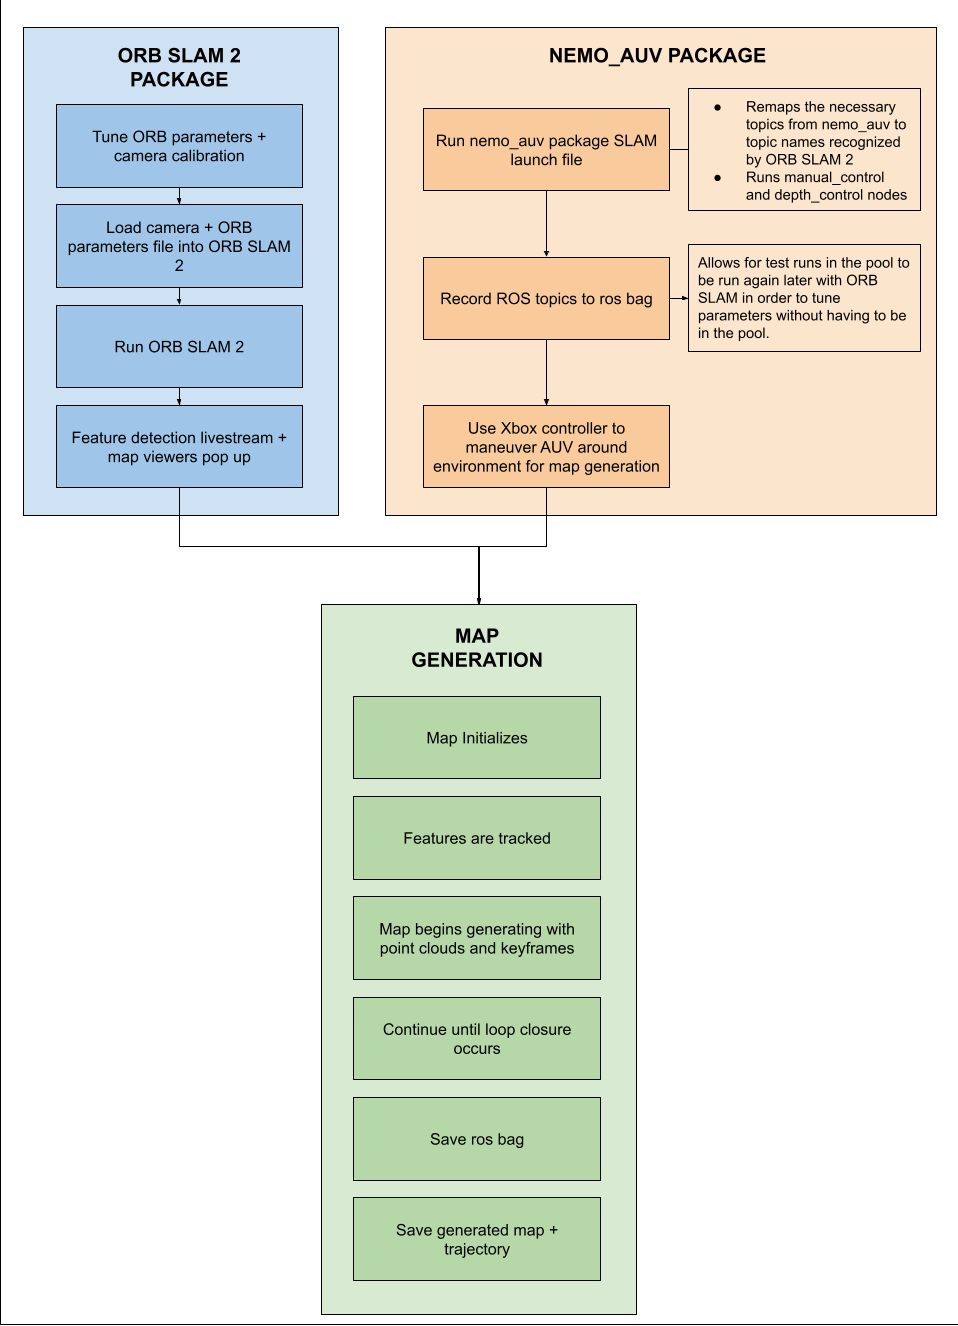 ORB SLAM 2
PACKAGE
Tune ORB parameters +
camera calibration
Load camera + ORB
parameters file into ORB SLAM
2
Run ORB SLAM 2
Feature detection livestream +
map viewers pop up
NEMO_AUV PACKAGE
Run nemo_auv package SLAM
launch file
● Remaps the necessary
topics from nemo_auv to
topic names recognized
by ORB SLAM 2
● Runs manual_control
and depth_control nodes
Record ROS topics to ros bag
Allows for test runs in the pool to
be run again later with ORB
SLAM in order to tune
parameters without having to be
in the pool.
Use Xbox controller to
maneuver AUV around
environment for map generation
MAP
GENERATION
Map Initializes
Features are tracked
Map begins generating with
point clouds and keyframes
Continue until loop closure
occurs
Save ros bag
Save generated map +
trajectory